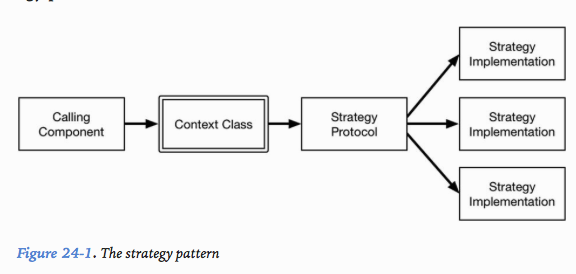 Strategy
Implementation
Calling
Component
Context Class
Strategy
Protocol
Strategy
Implementation
Strategy
Implementation
Figure 24-1. The strategy pattern